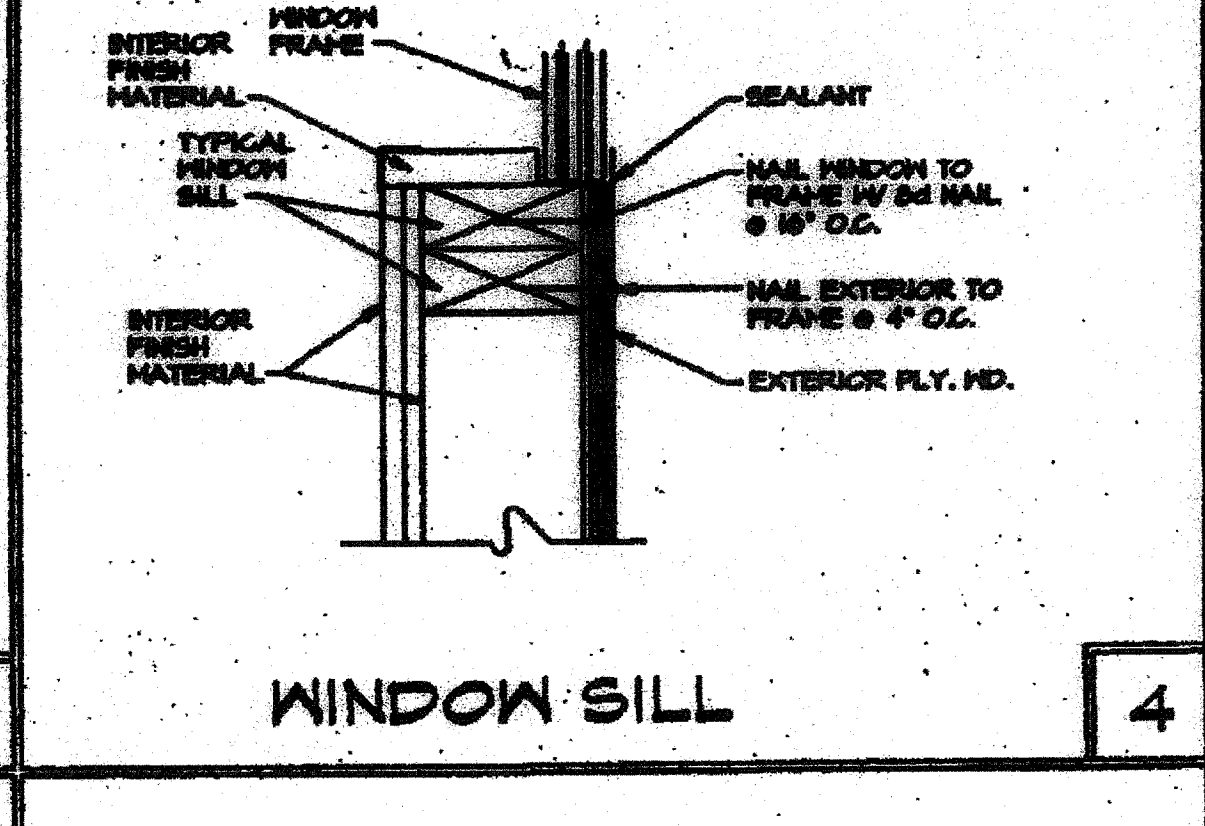 WINDOW
FRAME
INTERIOR
FINISH
MATERIAL
TYPICAL
WINDOW
SILL
INTERIOR
FINISH
MATERIAL
SEALANT
NAIL WINDOW TO
FRAME W/ 8d NAIL
@ 16" O.C.
NAIL EXTERIOR TO
FRAME @ 4" O.C.
EXTERIOR PLY. WD.
WINDOW SILL
4